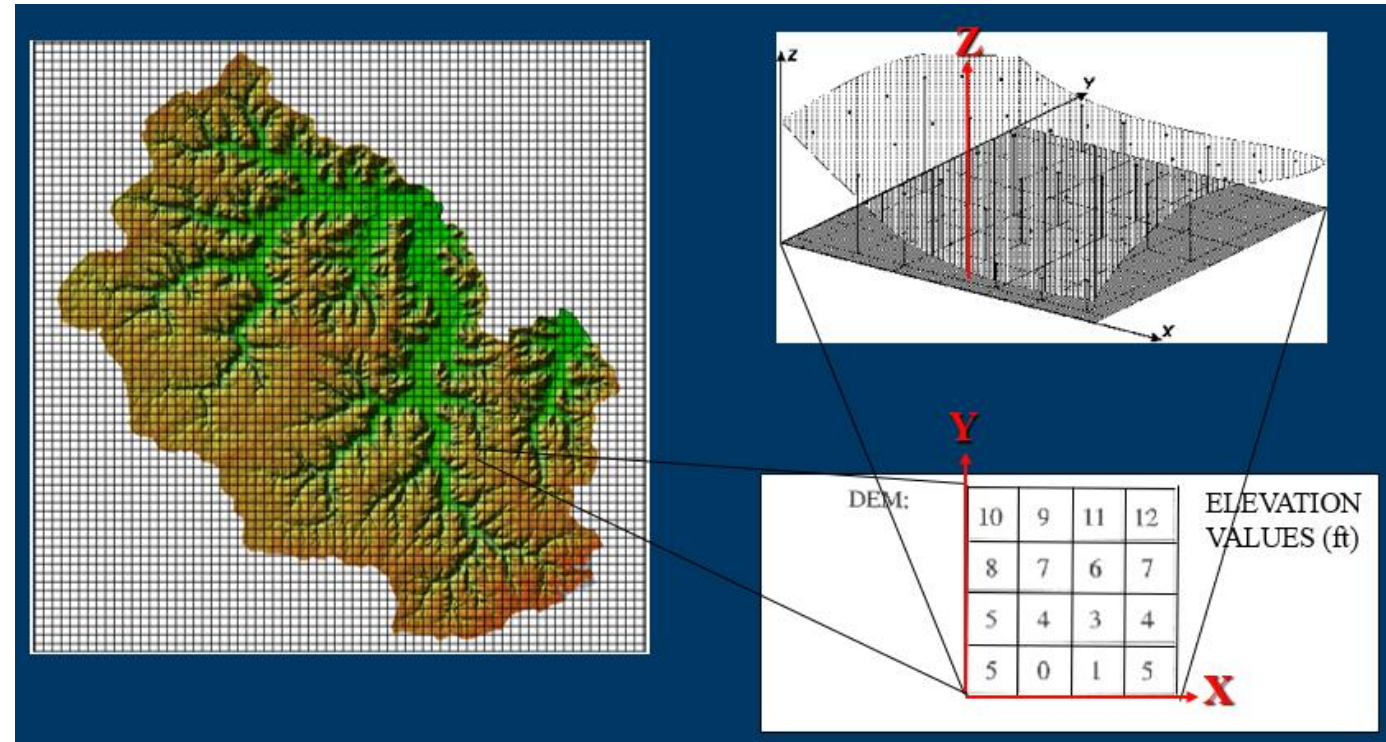 Z
Z
Y
X
Y
DEM:
ELEVATION
VALUES (ft)
10 9 11 12
8 7 6 7
5 4 3 4
5 0 1 5
X